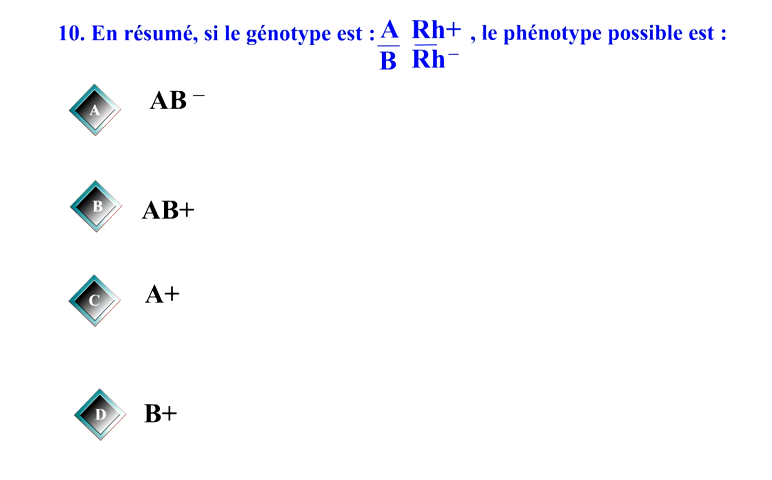 10. En résumé, si le génotype est : A Rh+ , le phénotype possible est :
B Rh–
A AB –
B AB+
C A+
D B+